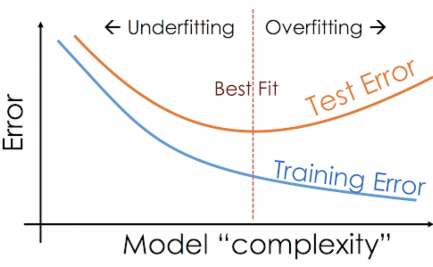 ← Underfitting
Overfitting →
Best Fit
Test Error
Training Error
Error
Model “complexity”